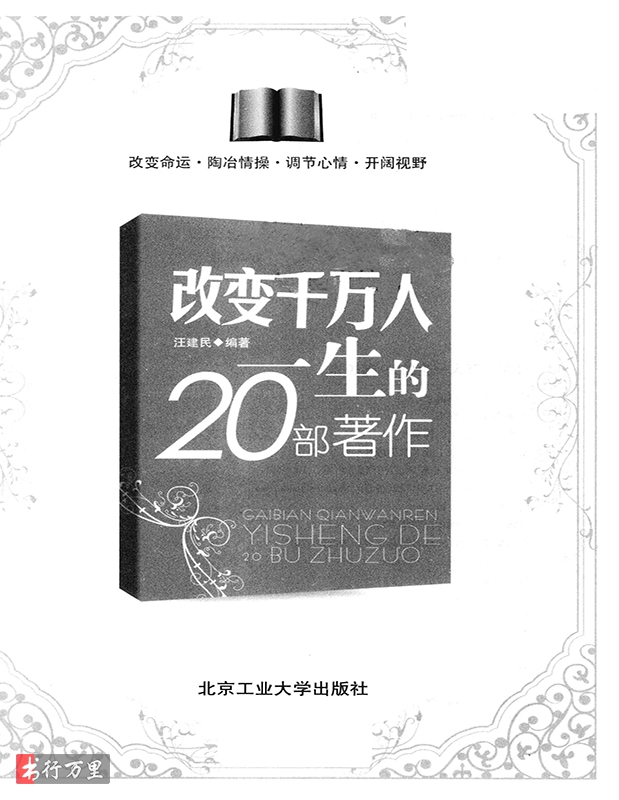 改变命运·陶冶情操·调节心情·开阔视野
改变千万人
汪建民◆编著
一生的
20部著作
GAIBIAN QIANWANREN
YISHENG DE
20 BU ZHUZUO
北京工业大学出版社
书行万里